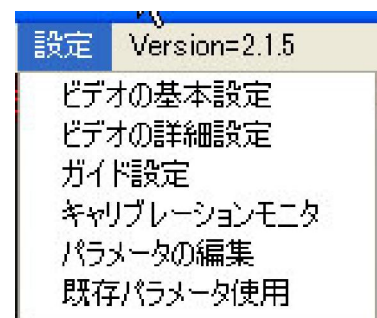 設定 Version=2.1.5
ビデオの基本設定
ビデオの詳細設定
ガイド設定
キャリブレーションモニタ
パラメータの編集
既存パラメータ使用